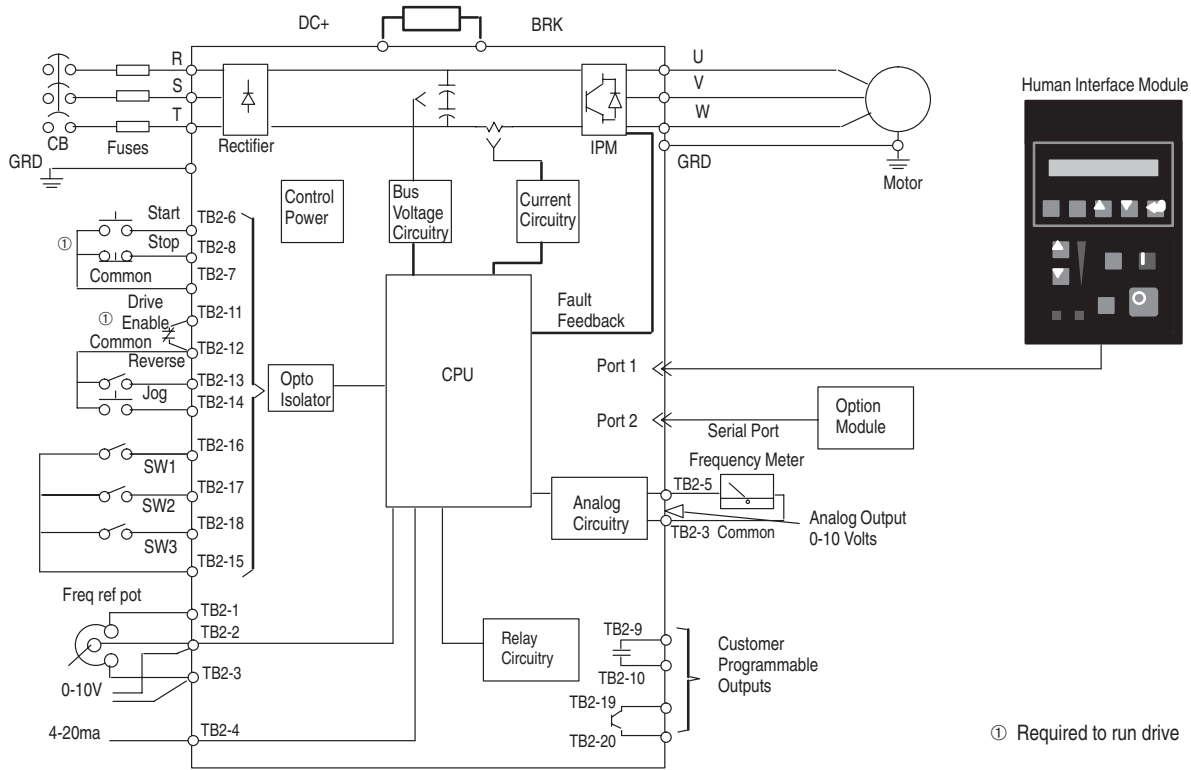 DC+
BRK
R
S
T
CB
Fuses
Rectifier
GRD
U
V
W
IPM
GRD
Motor
Human Interface Module
Control
Power
Bus
Voltage
Circuitry
Current
Circuitry
Start
TB2-6
①
Stop
TB2-8
Common
TB2-7
Drive
Enable
①
TB2-11
Common
TB2-12
Reverse
TB2-13
Jog
TB2-14
Opto
Isolator
CPU
Fault
Feedback
Port 1
Port 2
Serial Port
Option
Module
TB2-16
SW1
TB2-17
SW2
TB2-18
SW3
TB2-15
Frequency Meter
TB2-5
Analog
Circuitry
TB2-3 Common
Analog Output
0-10 Volts
Freq ref pot
TB2-1
TB2-2
TB2-3
0-10V
4-20ma
TB2-4
Relay
Circuitry
TB2-9
TB2-10
TB2-19
TB2-20
Customer
Programmable
Outputs
① Required to run drive